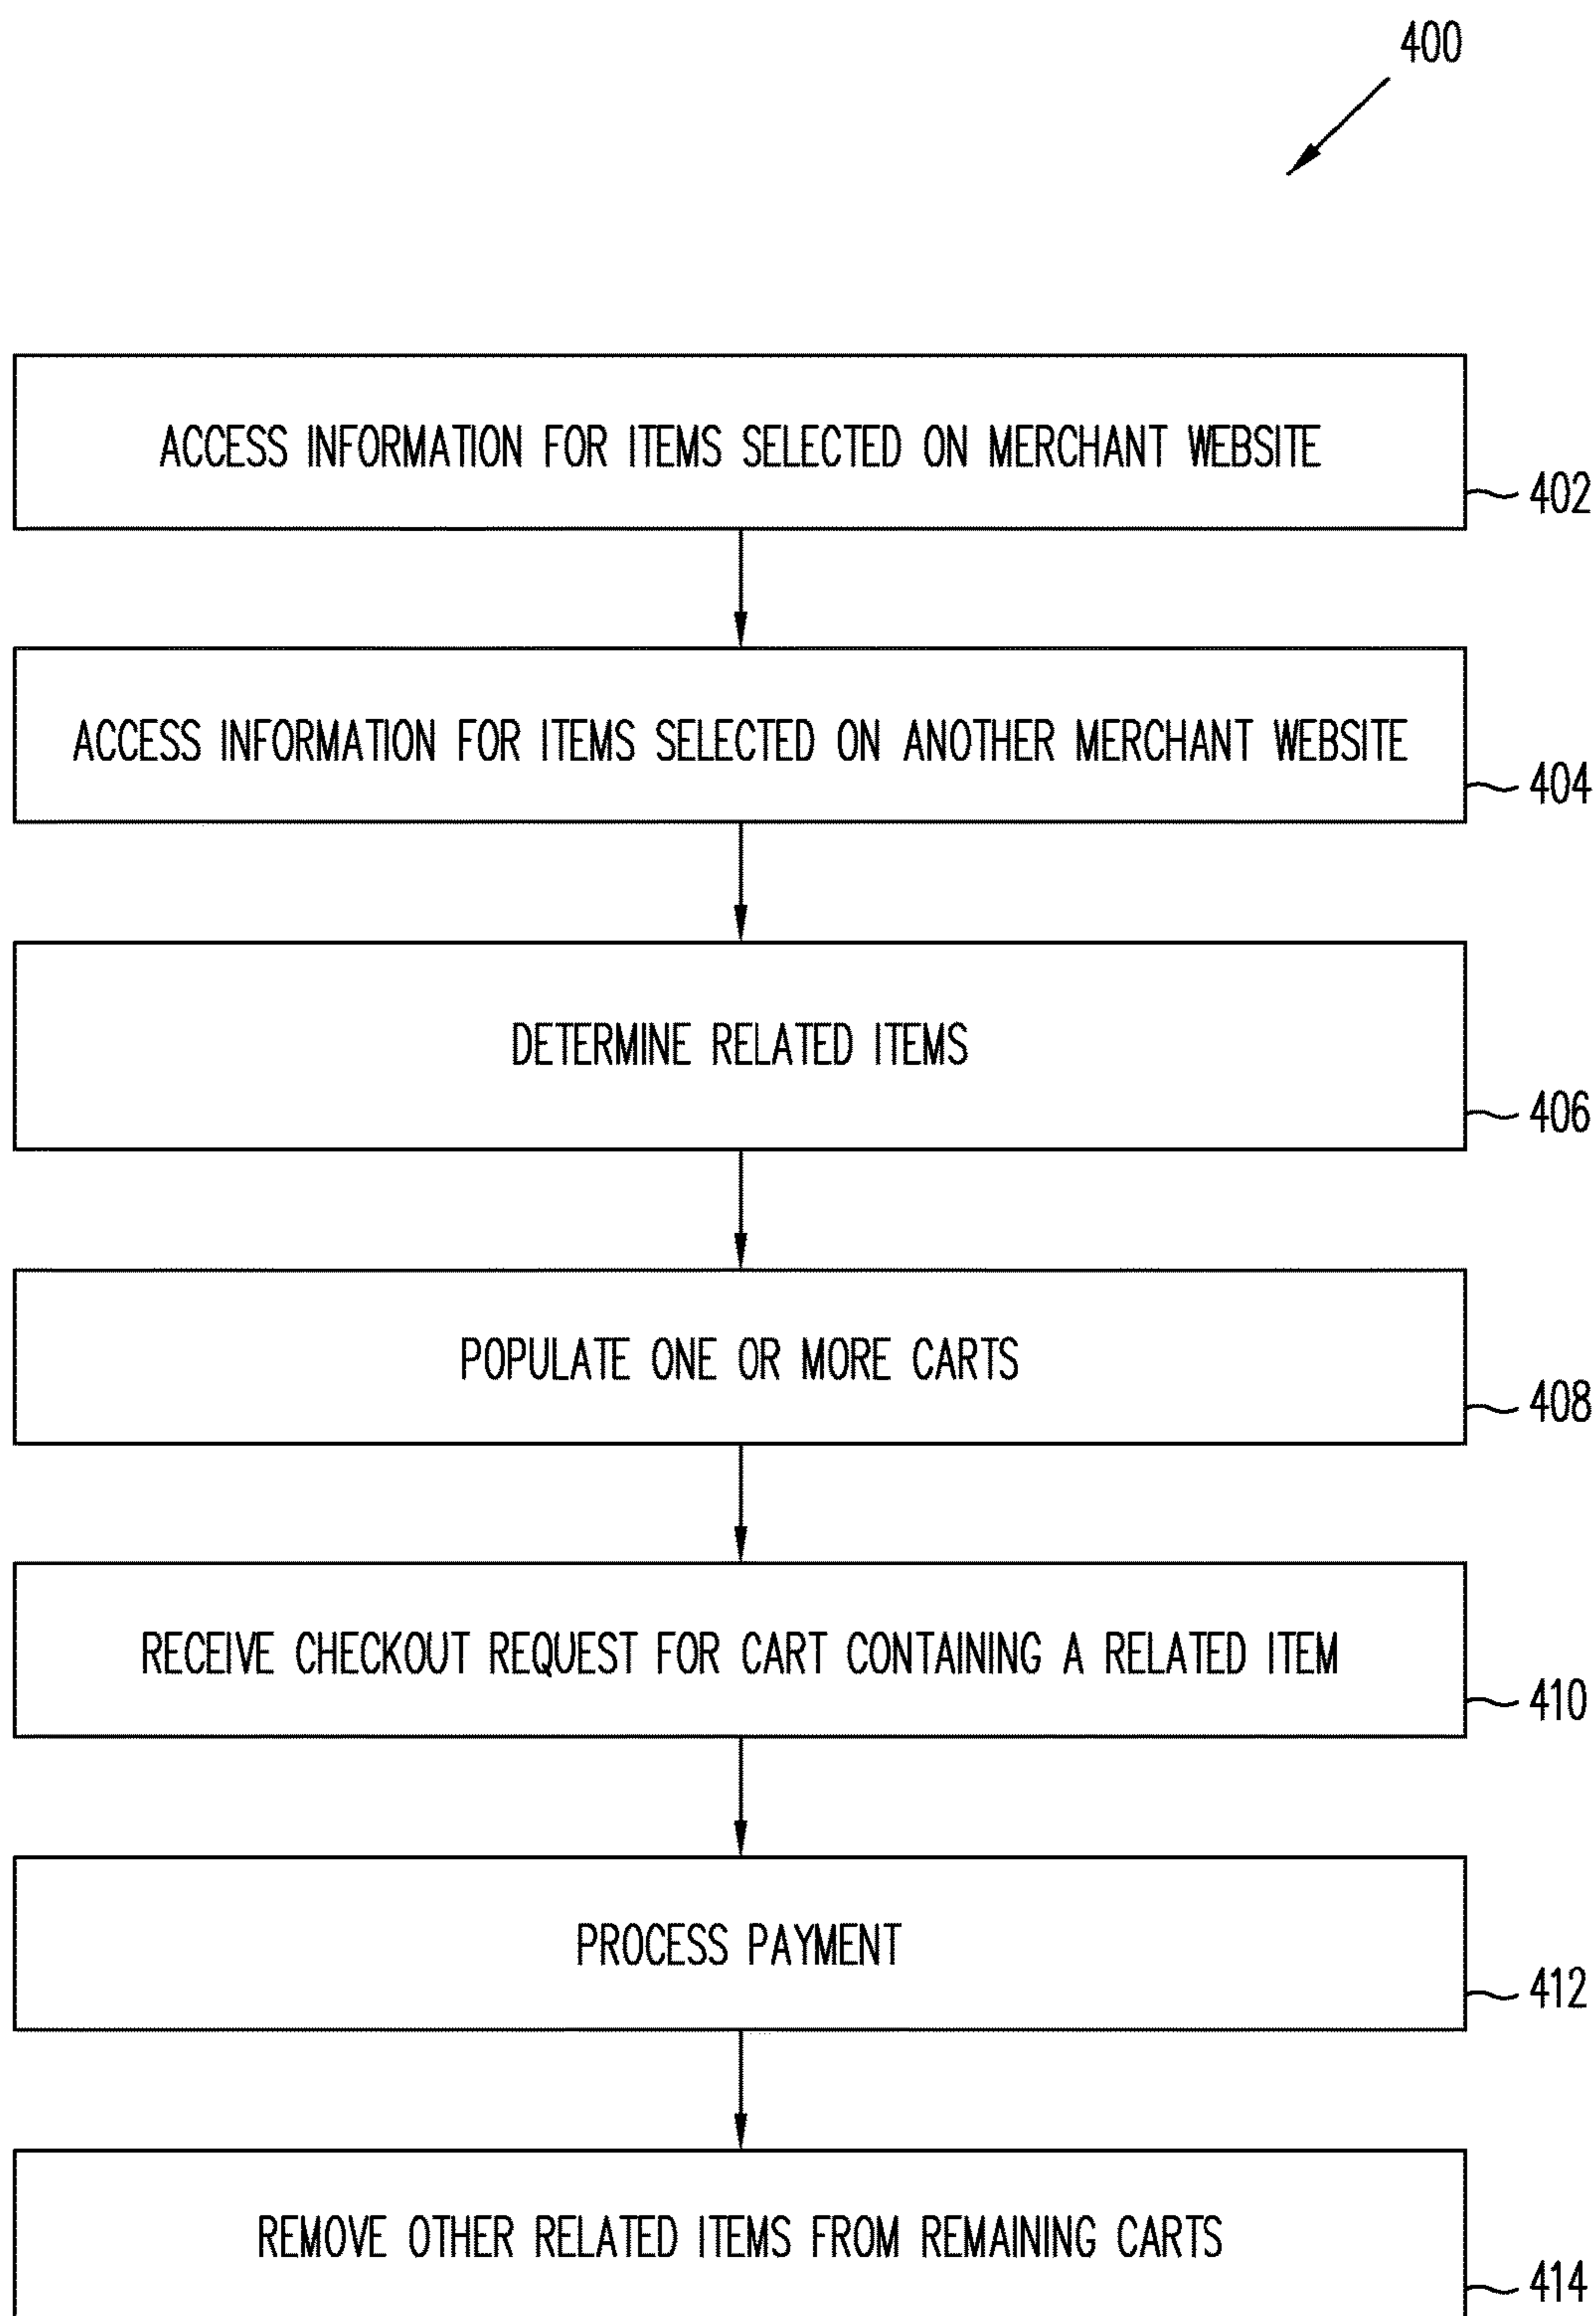 400
ACCESS INFORMATION FOR ITEMS SELECTED ON MERCHANT WEBSITE
402
ACCESS INFORMATION FOR ITEMS SELECTED ON ANOTHER MERCHANT WEBSITE
404
DETERMINE RELATED ITEMS
406
POPULATE ONE OR MORE CARTS
408
RECEIVE CHECKOUT REQUEST FOR CART CONTAINING A RELATED ITEM
410
PROCESS PAYMENT
412
REMOVE OTHER RELATED ITEMS FROM REMAINING CARTS
414